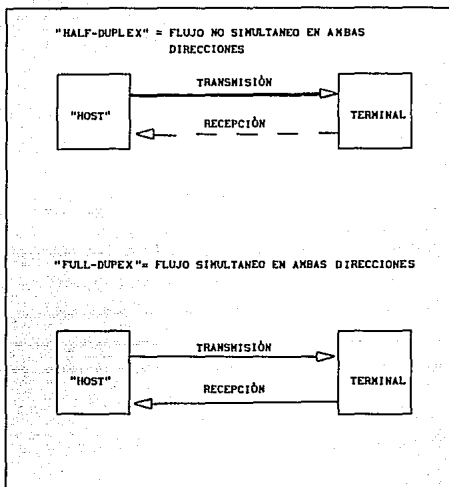 "HALF-DUPLEX" = FLUJO NO SIMULTANEO EN AMBAS
DIRECCIONES
TRANSMISIÒN
"HOST"
TERMINAL
RECEPCIÒN
"FULL-DUPEX"= FLUJO SIMULTANEO EN AMBAS DIRECCIONES
TRANSMISIÒN
"HOST"
TERMINAL
RECEPCIÒN